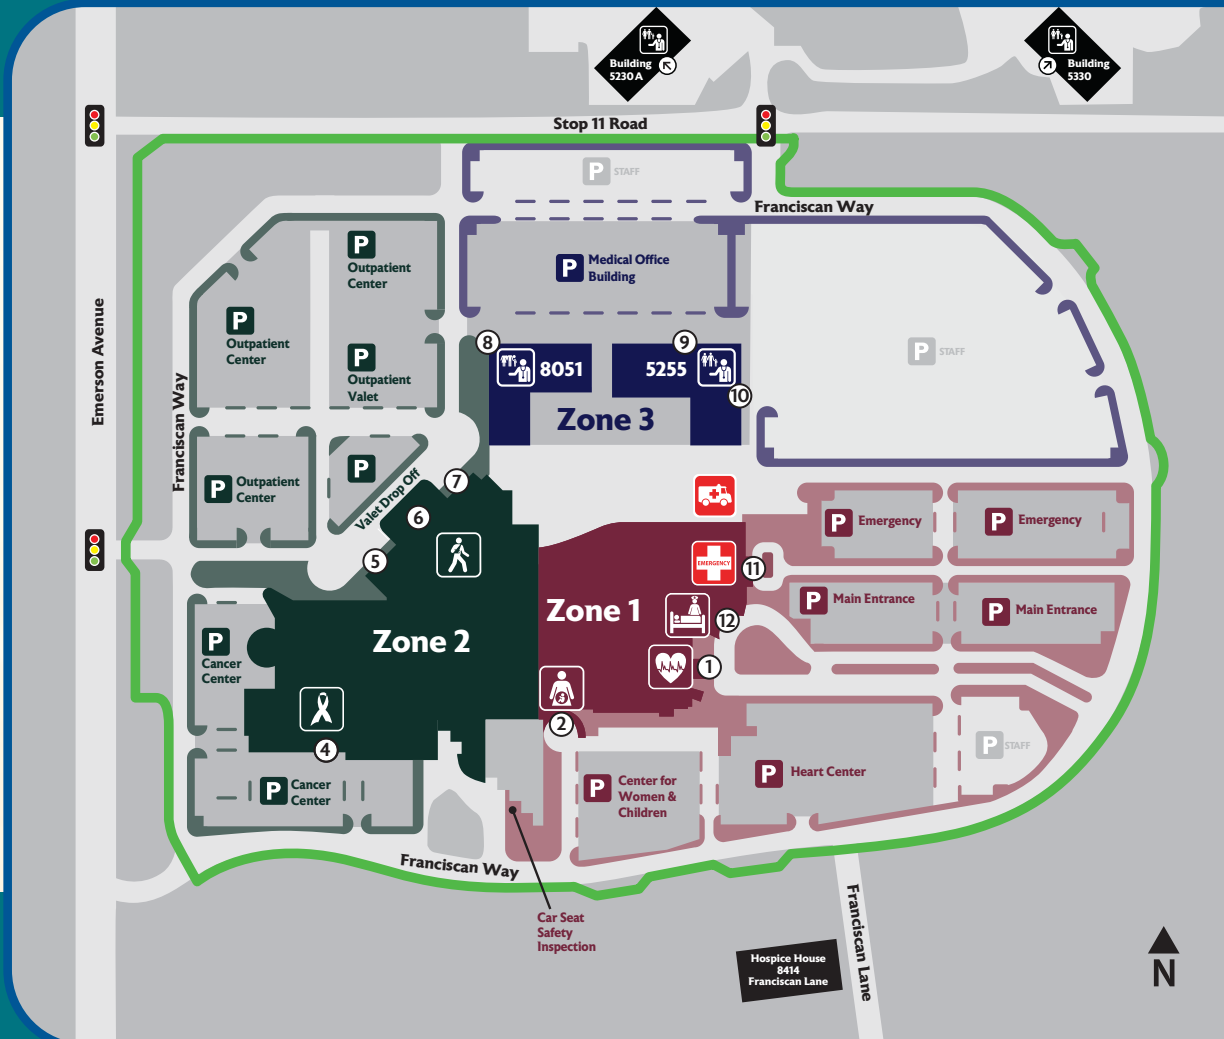 Building
5230 A
Building
5330
Stop 11 Road
P STAFF
Franciscan Way
P
Outpatient
Center
P Medical Office
Building
P
Outpatient
Center
P
Outpatient
Valet
P STAFF
Emerson Avenue
Franciscan Way
8
8051
9
5255
10
Zone 3
P Outpatient
Center
P
Valet Drop Off
7
6
5
P Emergency
P Emergency
EMERGENCY
11
P Main Entrance
P Main Entrance
Zone 1
12
Zone 2
1
P
Cancer
Center
2
4
P STAFF
P Cancer
Center
P Center for
Women &
Children
P Heart Center
Franciscan Way
Car Seat
Safety
Inspection
Franciscan Lane
Hospice House
8414
Franciscan Lane
N